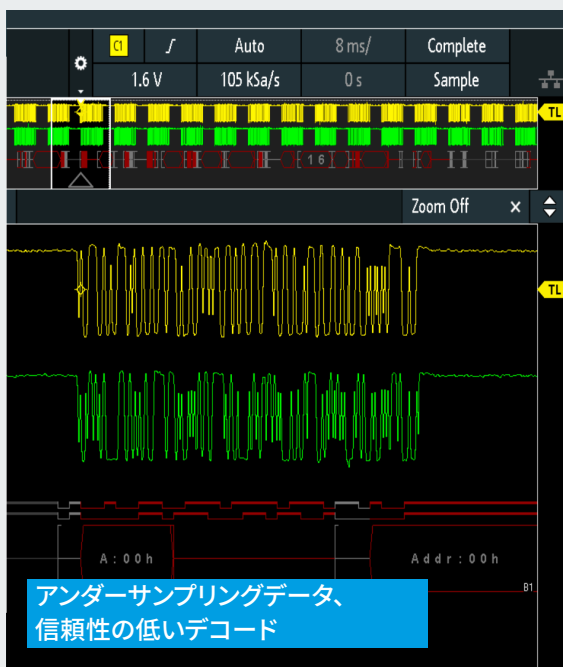 C1 Auto 8 ms/ Complete
1.6 V 105 kSa/s 0 s Sample
TL
16
Zoom Off ×
TL
A:00h Addr:00h
B1
アンダーサンプリングデータ、
信頼性の低いデコード